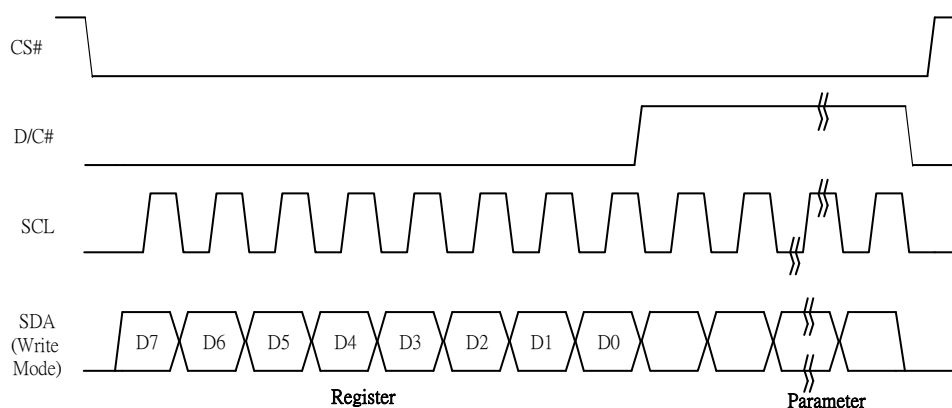 CS#
D/C#
SCL
SDA
(Write
Mode)
D7 D6 D5 D4 D3 D2 D1 D0
Register
Parameter